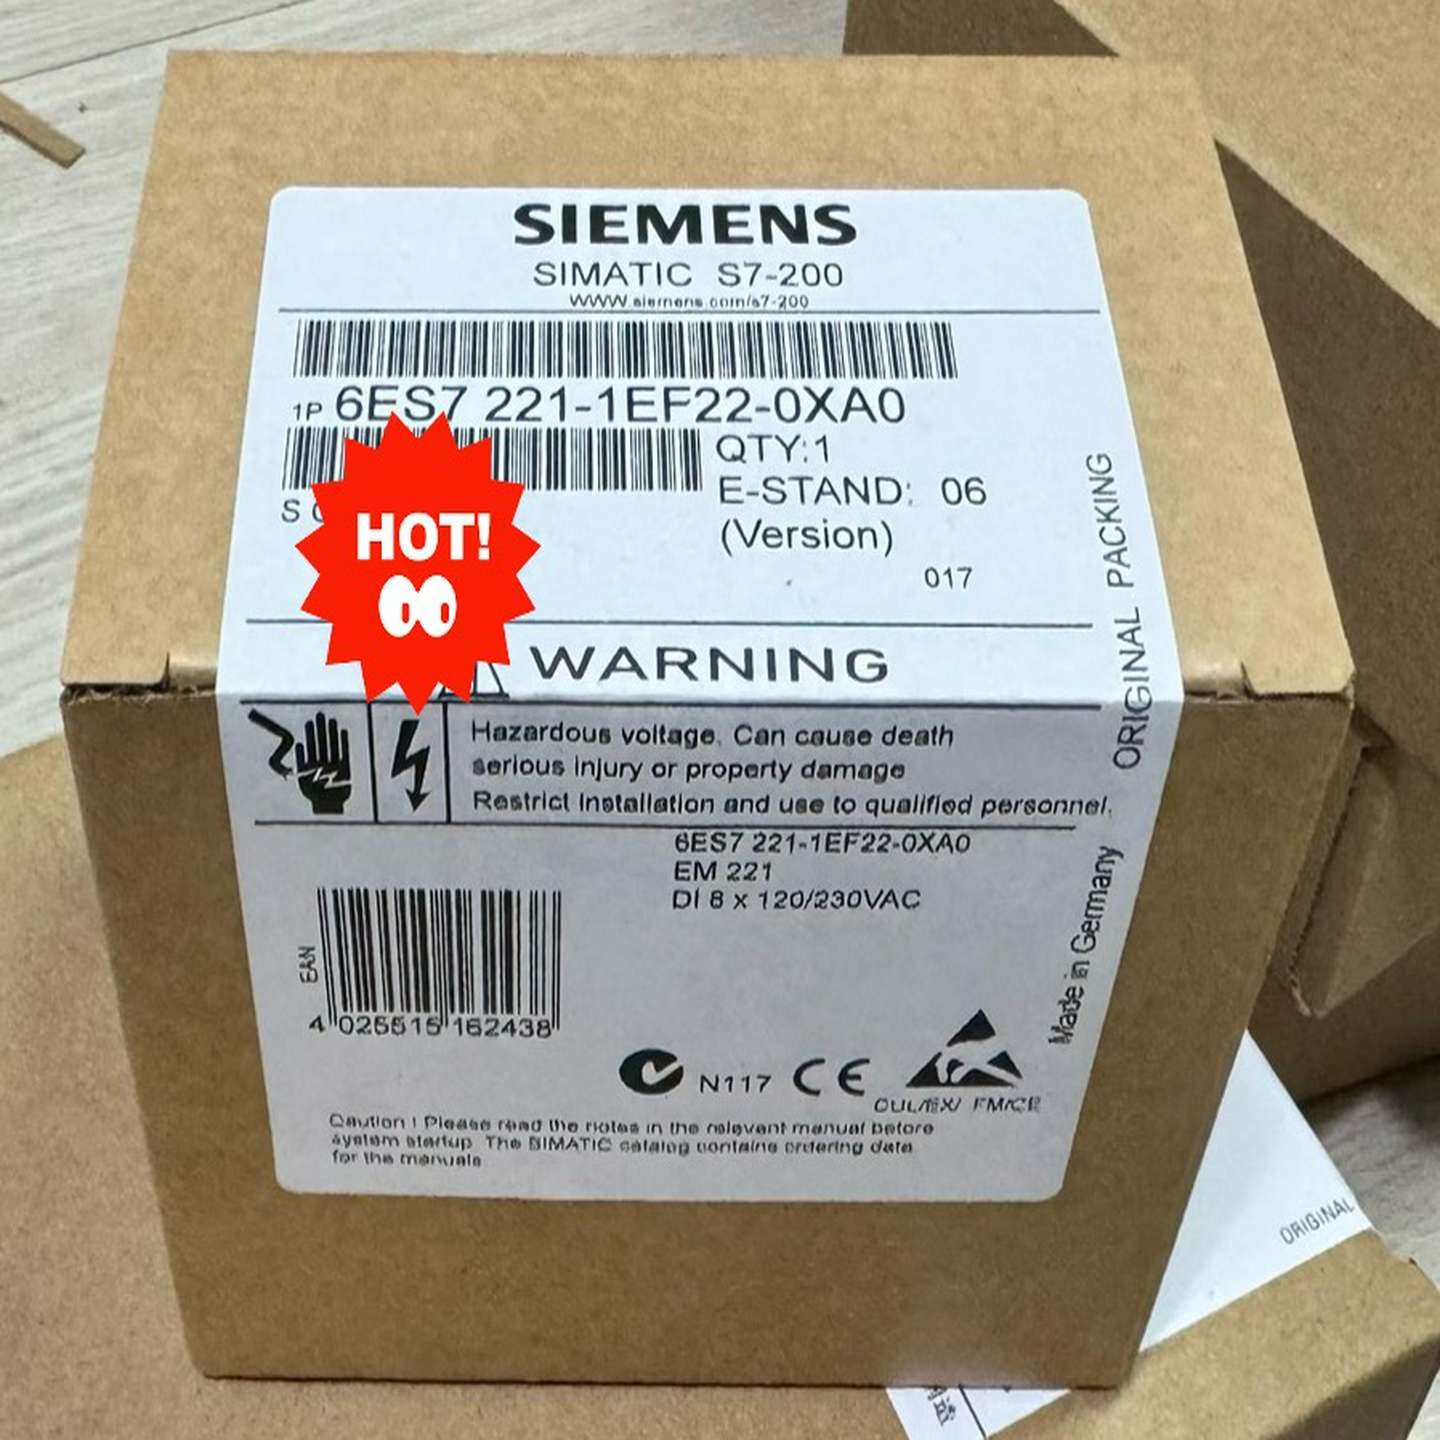 SIEMENS
SIMATIC S7-200
www.siemens.com/s7-200
1P 6ES7 221-1EF22-0XA0
QTY:1
E-STAND: 06
(Version)
S
017
HOT!
ORIGINAL PACKING
WARNING
Hazardous voltage. Can cause death
serious injury or property damage
Restrict installation and use to qualified personnel.
6ES7 221-1EF22-0XA0
EM 221
DI 8 x 120/230VAC
Made in Germany
EAN
4 025515 162438
N117 CE
CUL/EX/ FM/CE
Caution ! Please read the notes in the relevant manual before
system startup The SIMATIC catalog contains ordering data
for the manuals
ORIGINAL